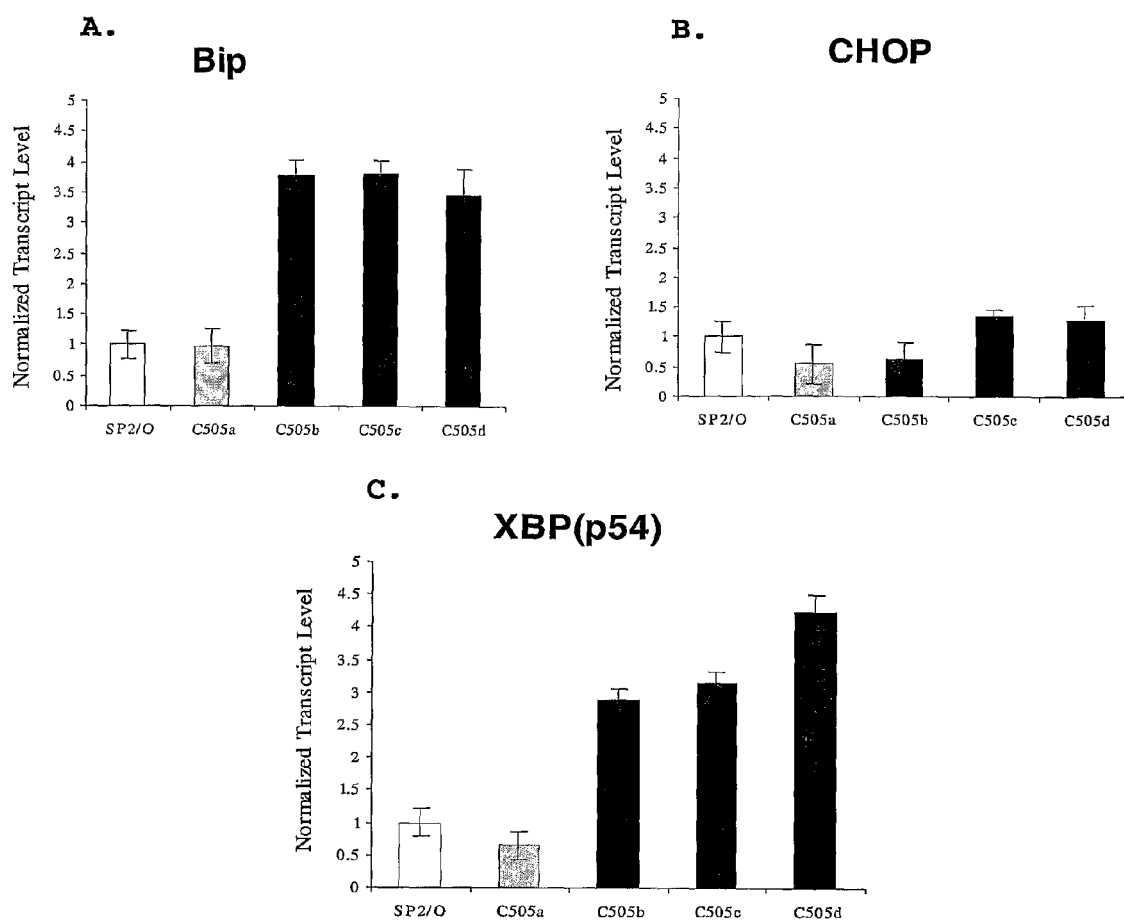 A.
Bip
Normalized Transcript Level
5
4.5
4
3.5
3
2.5
2
1.5
1
0.5
0
SP2/O C505a C505b C505c C505d
B.
CHOP
Normalized Transcript Level
5
4.5
4
3.5
3
2.5
2
1.5
1
0.5
0
SP2/O C505a C505b C505c C505d
C.
XBP(p54)
Normalized Transcript Level
5
4.5
4
3.5
3
2.5
2
1.5
1
0.5
0
SP2/O C505a C505b C505c C505d